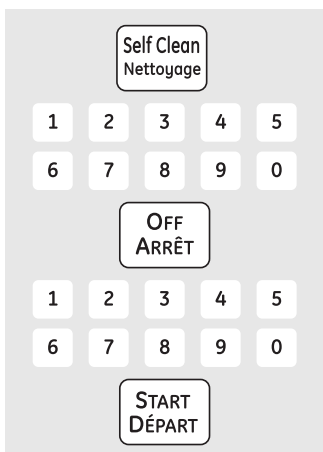 Self Clean
Nettoyage
1 2 3 4 5
6 7 8 9 0
OFF
ARRÊT
1 2 3 4 5
6 7 8 9 0
START
DÉPART